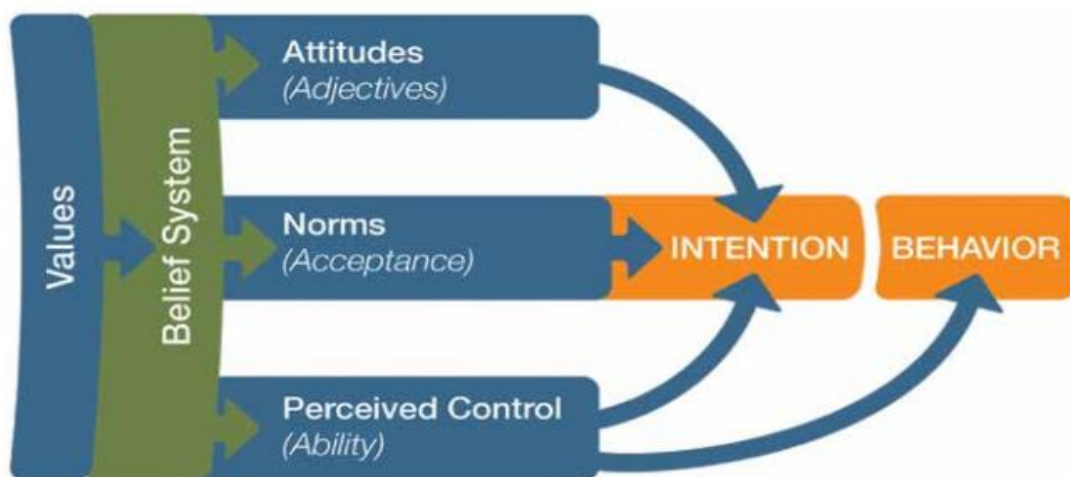 Values
Belief System
Attitudes
(Adjectives)
Norms
(Acceptance)
Perceived Control
(Ability)
INTENTION
BEHAVIOR